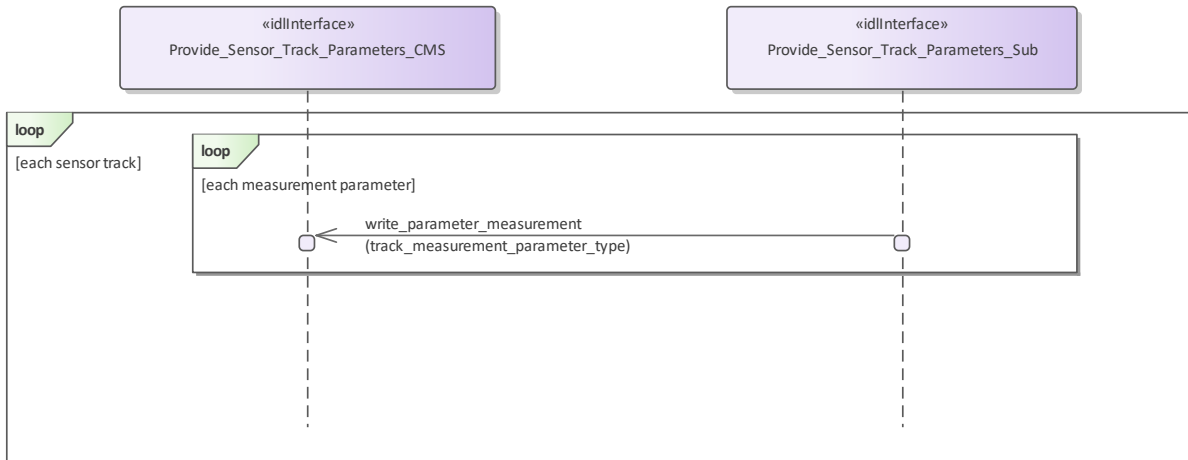 «idlInterface»
Provide_Sensor_Track_Parameters_CMS
«idlInterface»
Provide_Sensor_Track_Parameters_Sub
loop
[each sensor track]
loop
[each measurement parameter]
write_parameter_measurement
(track_measurement_parameter_type)